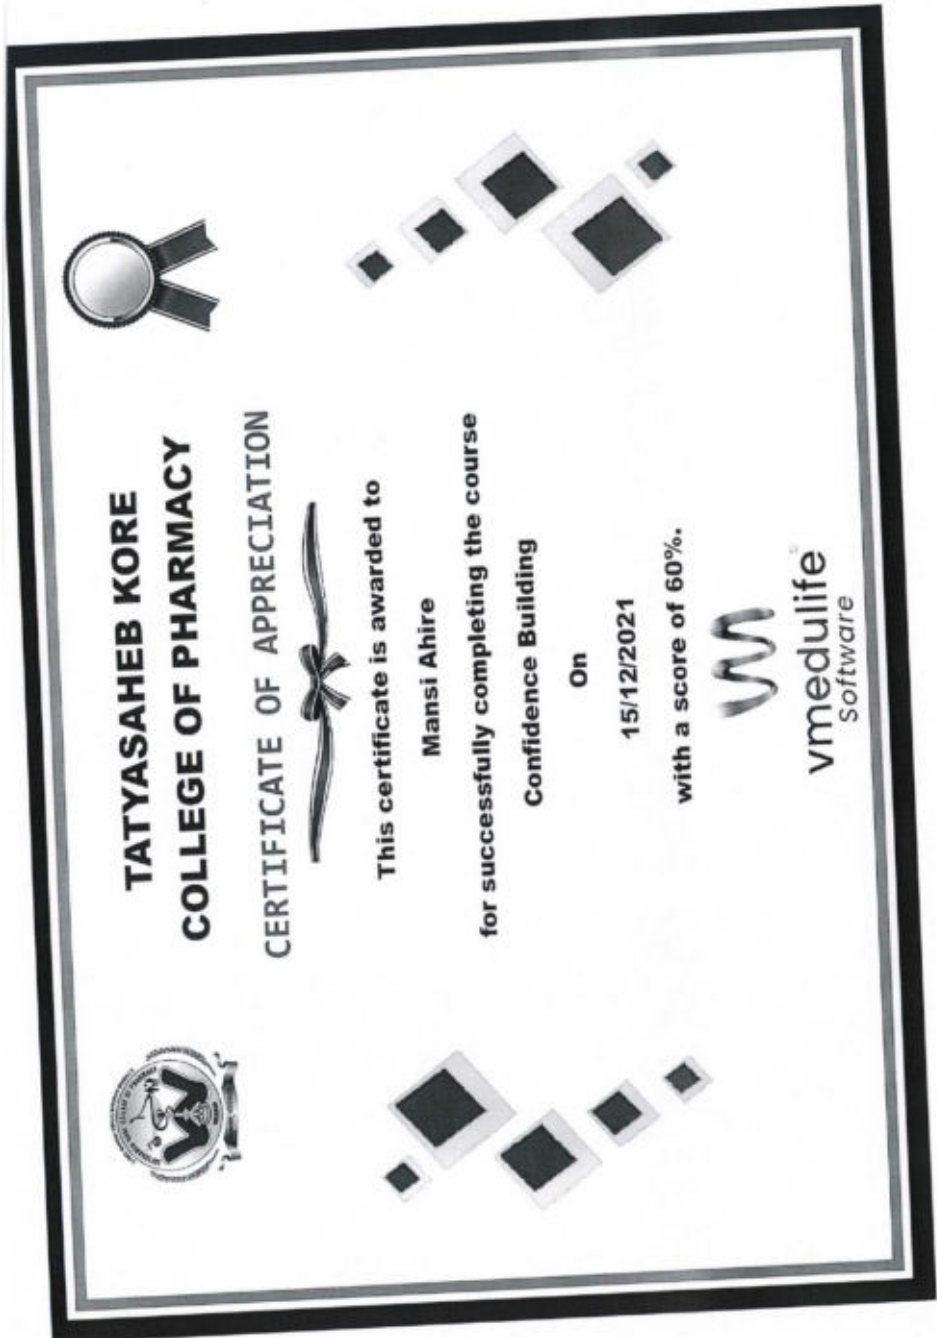 TATYASAHEB KORE
COLLEGE OF PHARMACY
CERTIFICATE OF APPRECIATION
This certificate is awarded to
Mansi Ahire
for successfully completing the course
Confidence Building
On
15/12/2021
with a score of 60%.
vmedulife
Software